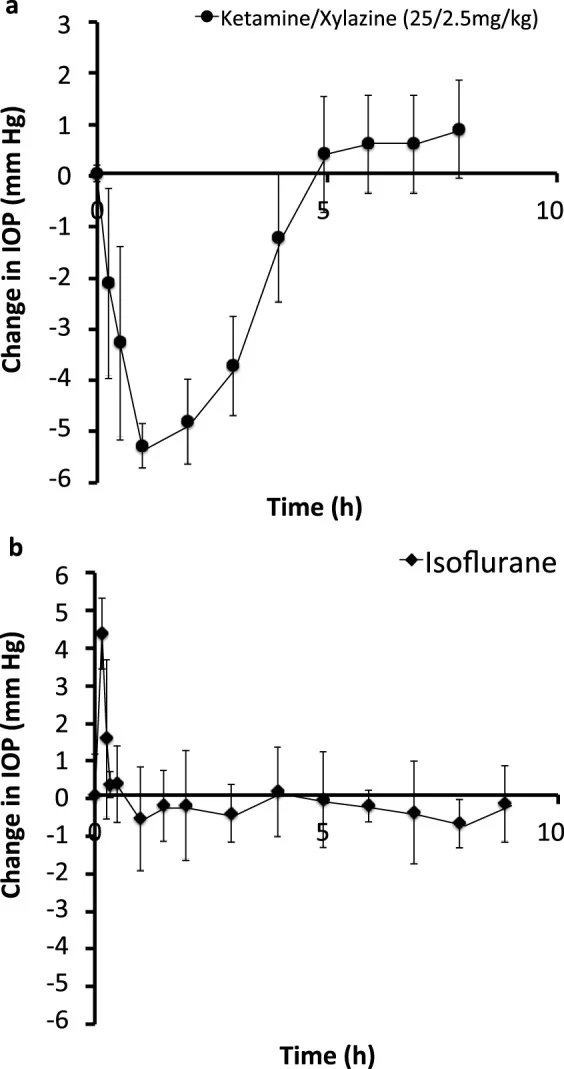 a
Ketamine/Xylazine (25/2.5mg/kg)
Change in IOP (mm Hg)
3
2
1
0
-1
-2
-3
-4
-5
-6
0 5 10
Time (h)
b
Isoflurane
Change in IOP (mm Hg)
6
5
4
3
2
1
0
-1
-2
-3
-4
-5
-6
0 5 10
Time (h)